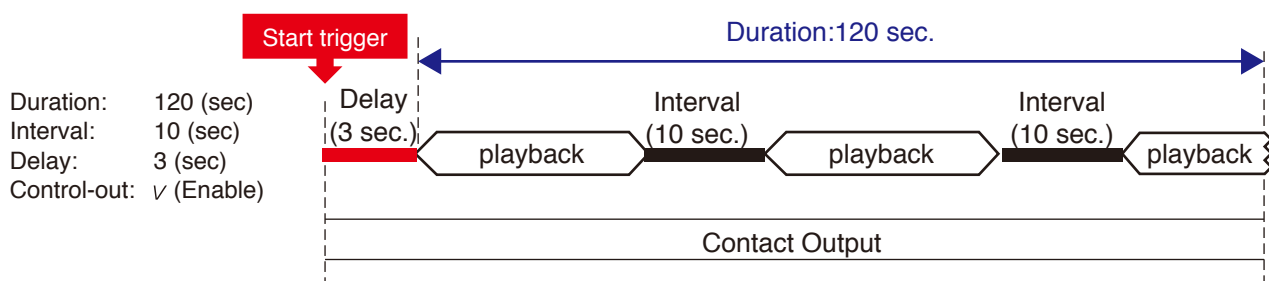 Start trigger
Duration:120 sec.
Duration: 120 (sec)
Interval: 10 (sec)
Delay: 3 (sec)
Control-out: ∨ (Enable)
Delay
(3 sec.)
playback
Interval
(10 sec.)
playback
Interval
(10 sec.)
playback
Contact Output